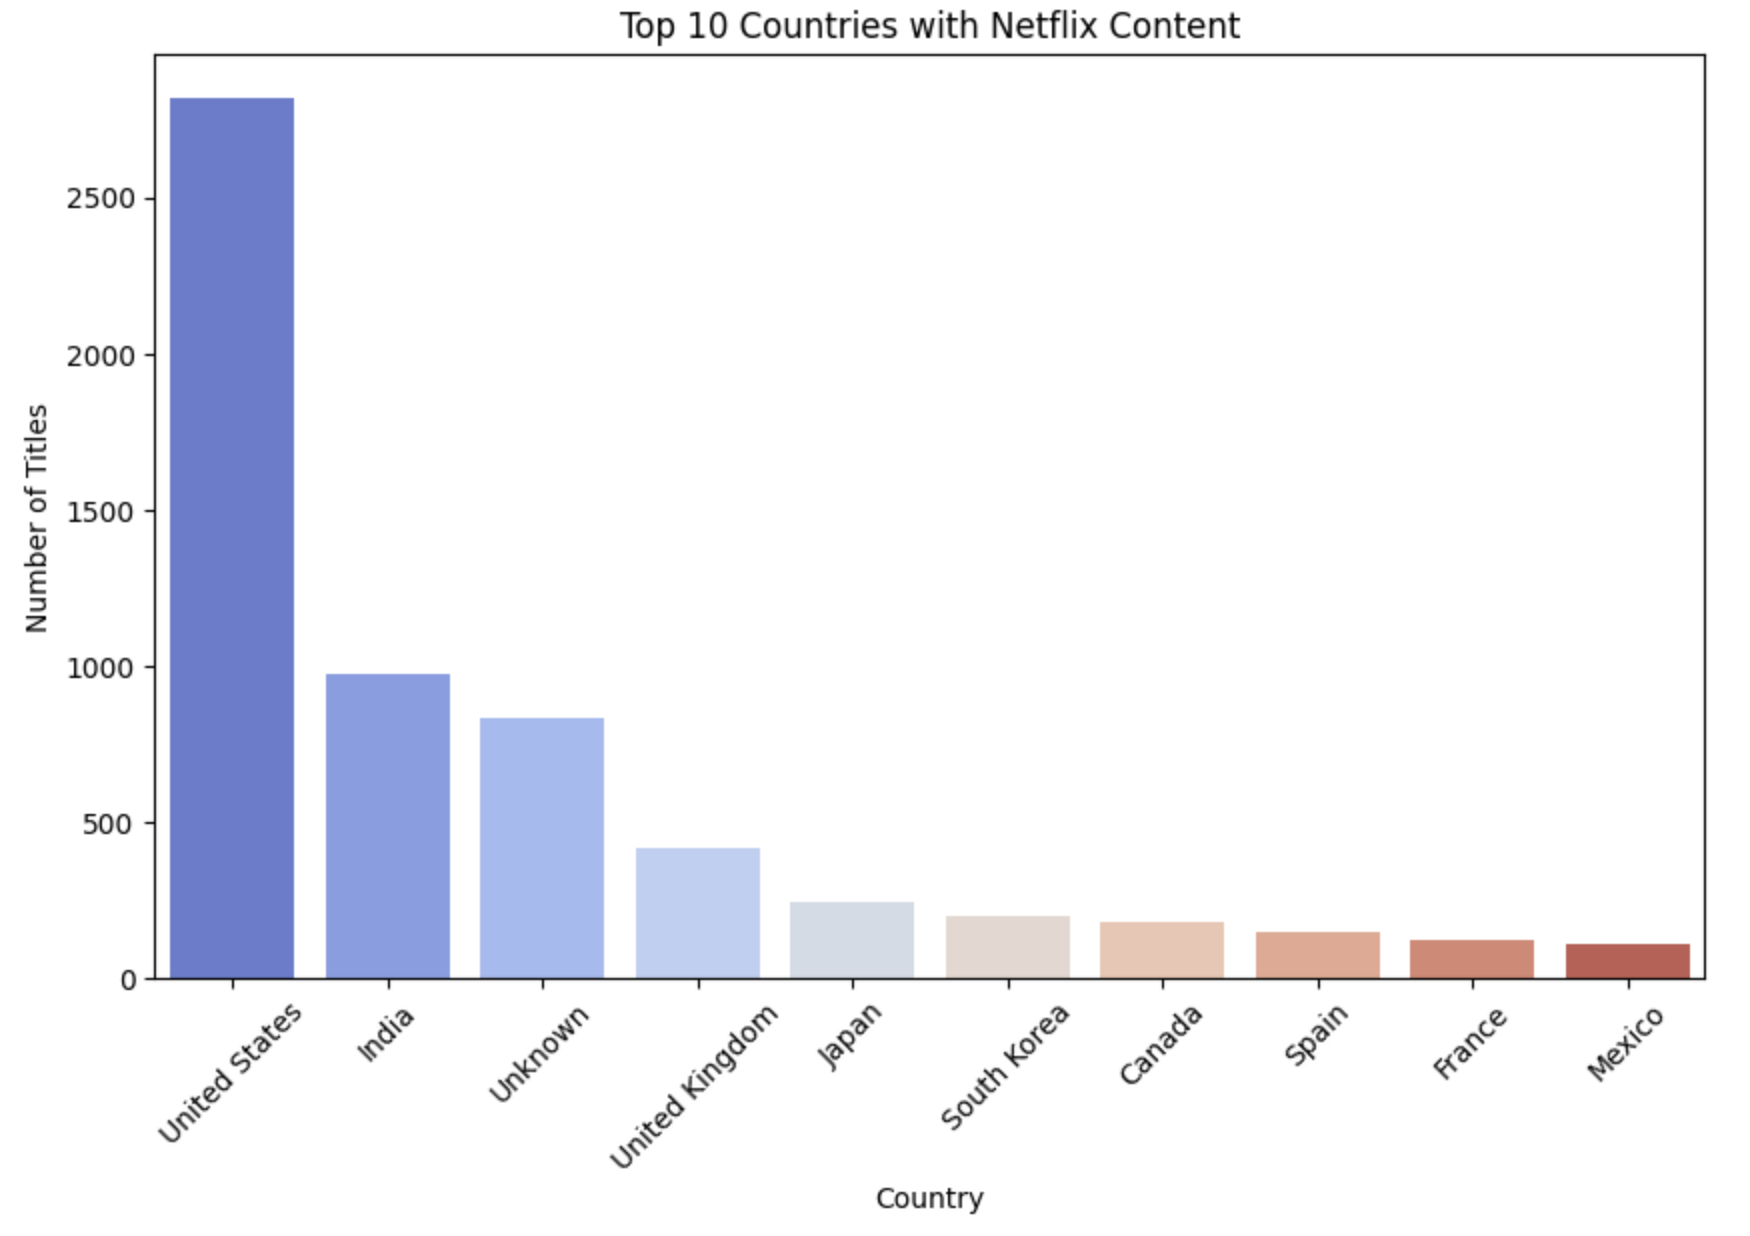 Top 10 Countries with Netflix Content
Number of Titles
2500
2000
1500
1000
500
0
United States
India
Unknown
United Kingdom
Japan
South Korea
Canada
Spain
France
Mexico
Country